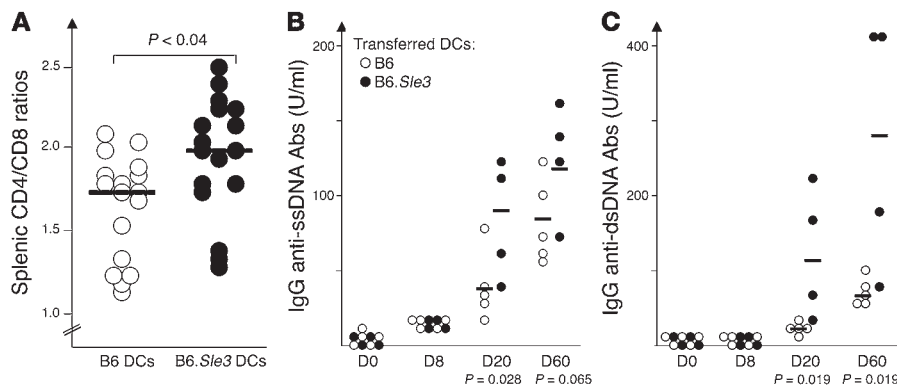 A
P < 0.04
Splenic CD4/CD8 ratios
2.5
2.0
1.5
1.0
B6 DCs
B6.Sle3 DCs
B
IgG anti-ssDNA Abs (U/ml)
200
100
Transferred DCs:
B6
B6.Sle3
D0
D8
D20
D60
P = 0.028
P = 0.065
C
IgG anti-dsDNA Abs (U/ml)
400
200
D0
D8
D20
D60
P = 0.019
P = 0.019